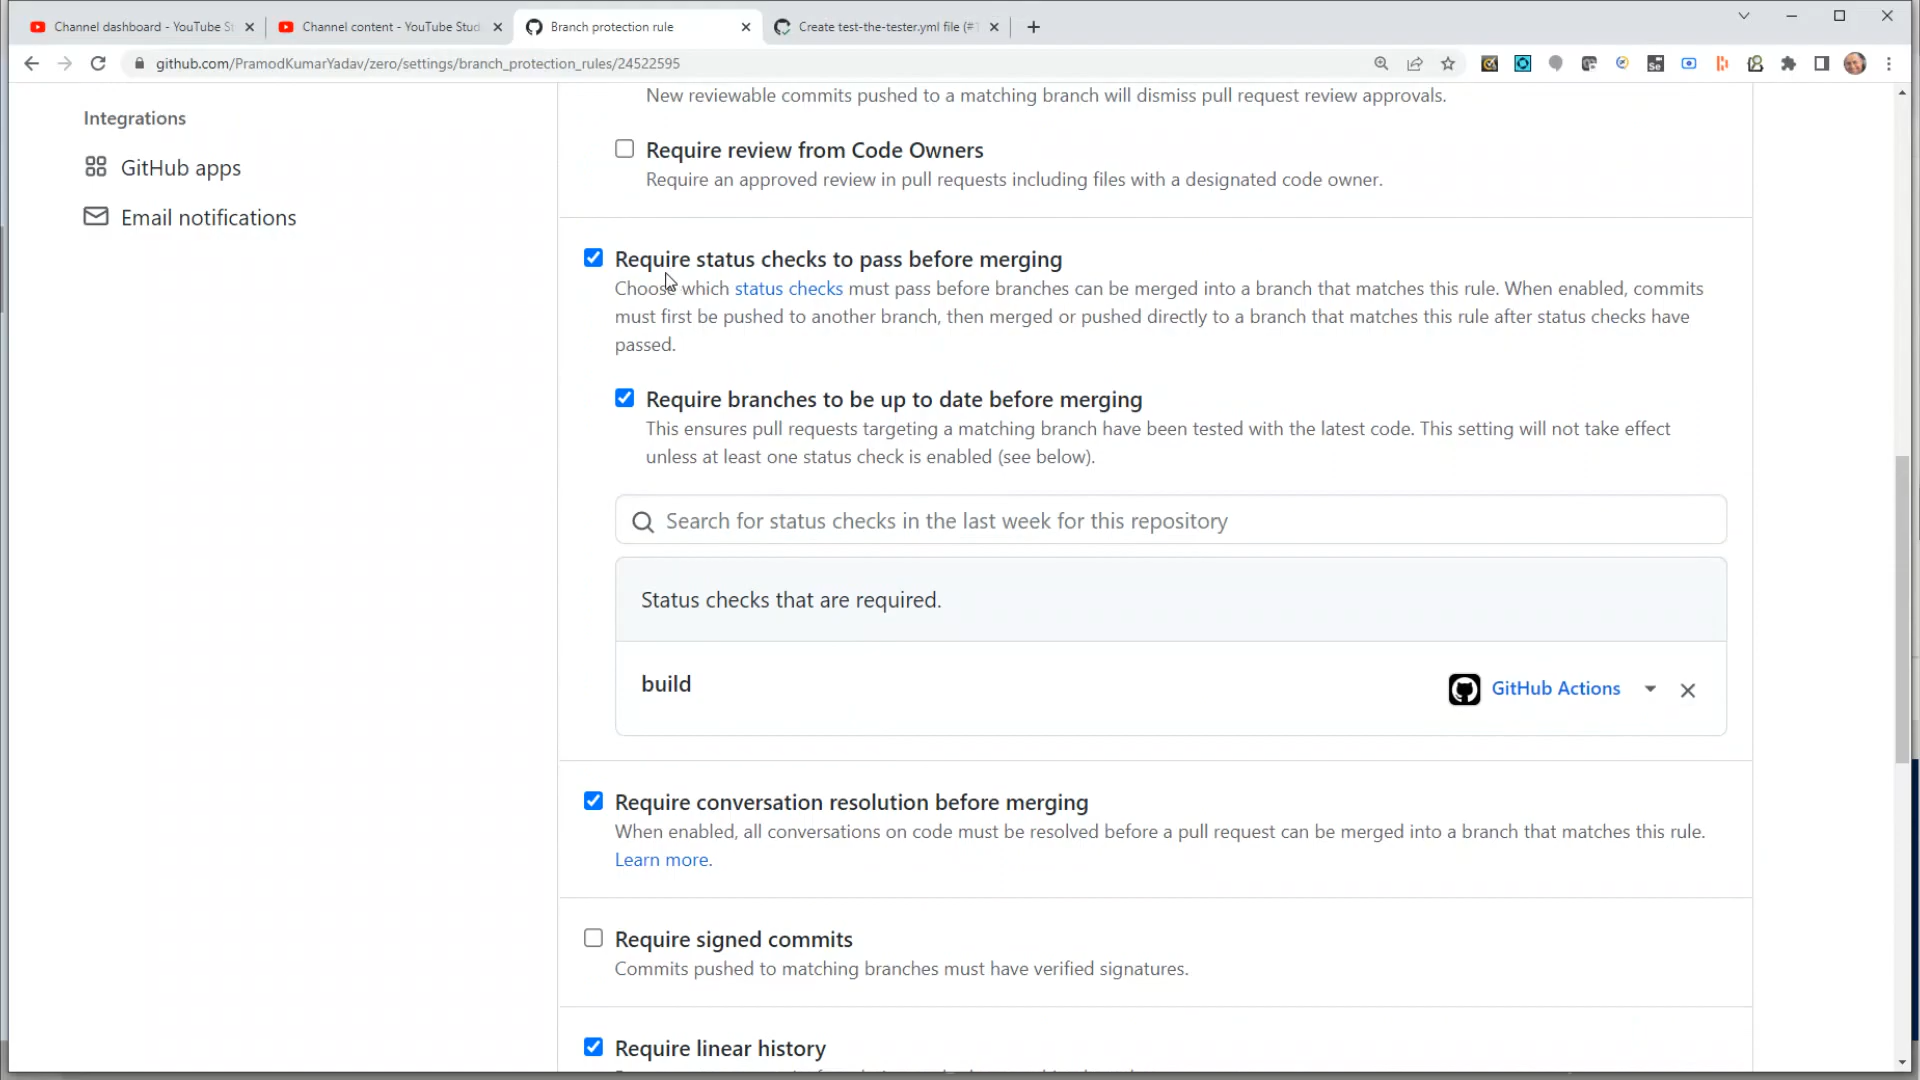 Channel dashboard - YouTube St
Channel content - YouTube Stud
Branch protection rule
Create test-the-tester.yml file (#1
github.com/PramodKumarYadav/zero/settings/branch_protection_rules/24522595
Integrations
GitHub apps
Email notifications
New reviewable commits pushed to a matching branch will dismiss pull request review approvals.
Require review from Code Owners
Require an approved review in pull requests including files with a designated code owner.
Require status checks to pass before merging
Choose which status checks must pass before branches can be merged into a branch that matches this rule. When enabled, commits
must first be pushed to another branch, then merged or pushed directly to a branch that matches this rule after status checks have
passed.
Require branches to be up to date before merging
This ensures pull requests targeting a matching branch have been tested with the latest code. This setting will not take effect
unless at least one status check is enabled (see below).
Search for status checks in the last week for this repository
Status checks that are required.
build
GitHub Actions
Require conversation resolution before merging
When enabled, all conversations on code must be resolved before a pull request can be merged into a branch that matches this rule.
Learn more.
Require signed commits
Commits pushed to matching branches must have verified signatures.
Require linear history